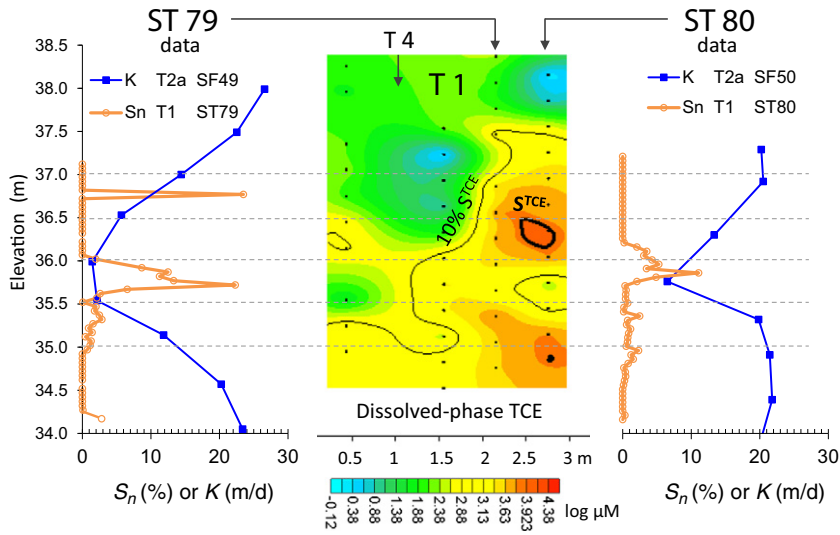 ST 79
data
T 4
ST 80
data
K T2a SF49
Sn T1 ST79
T 1
K T2a SF50
Sn T1 ST80
Elevation (m)
38.5
38.0
37.5
37.0
36.5
36.0
35.5
35.0
34.5
34.0
10% S^TCE
S^TCE
Dissolved-phase TCE
0 10 20 30
Sn (%) or K (m/d)
0.5 1 1.5 2 2.5 3 m
-0.12 0.38 0.88 1.38 1.88 2.38 2.88 3.13 3.63 3.923 4.38
log µM
0 10 20 30
Sn (%) or K (m/d)